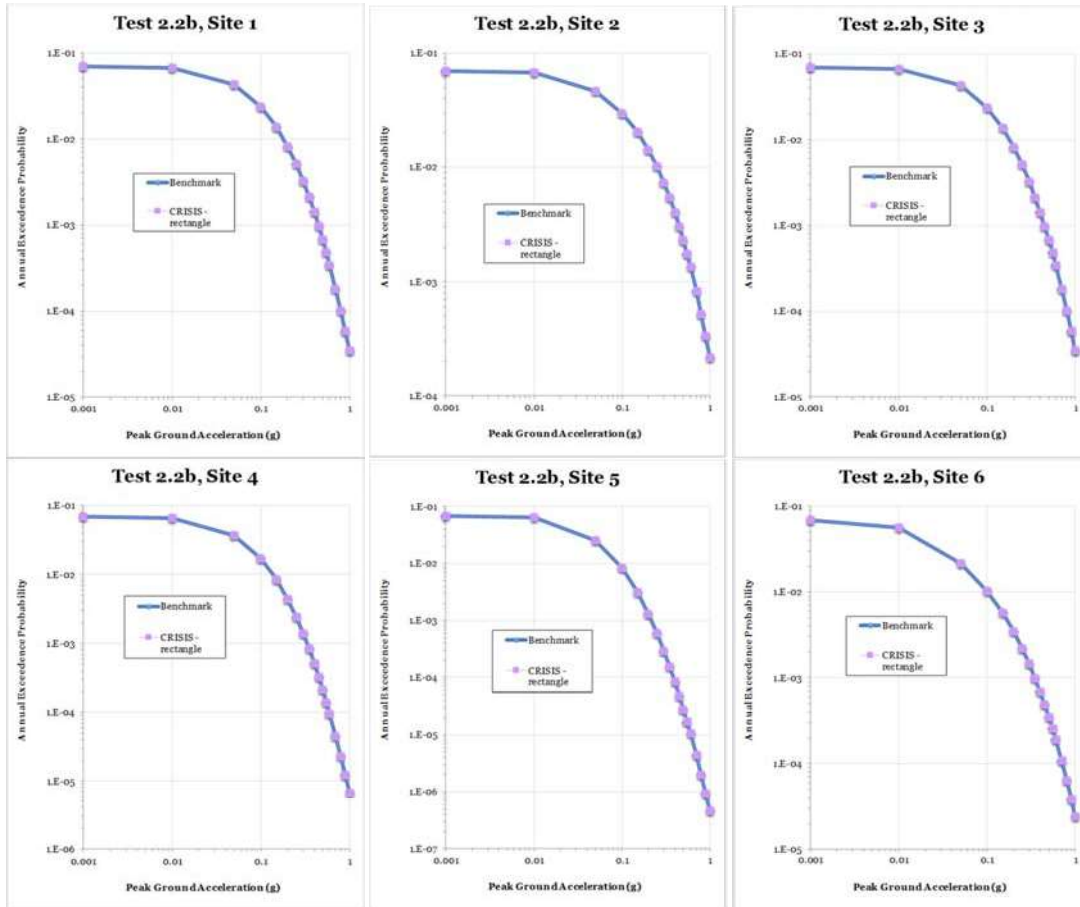 Test 2.2b, Site 1
Annual Exceedence Probability
1.E-01
1.E-02
1.E-03
1.E-04
1.E-05
Benchmark
CRISIS -
rectangle
0.001
0.01
0.1
1
Peak Ground Acceleration (g)
Test 2.2b, Site 2
Annual Exceedence Probability
1.E-01
1.E-02
1.E-03
1.E-04
Benchmark
CRISIS -
rectangle
0.001
0.01
0.1
1
Peak Ground Acceleration (g)
Test 2.2b, Site 3
Annual Exceedence Probability
1.E-01
1.E-02
1.E-03
1.E-04
1.E-05
Benchmark
CRISIS -
rectangle
0.001
0.01
0.1
1
Peak Ground Acceleration (g)
Test 2.2b, Site 4
Annual Exceedence Probability
1.E-01
1.E-02
1.E-03
1.E-04
1.E-05
1.E-06
Benchmark
CRISIS -
rectangle
0.001
0.01
0.1
1
Peak Ground Acceleration (g)
Test 2.2b, Site 5
Annual Exceedence Probability
1.E-01
1.E-02
1.E-03
1.E-04
1.E-05
1.E-06
1.E-07
Benchmark
CRISIS -
rectangle
0.001
0.01
0.1
1
Peak Ground Acceleration (g)
Test 2.2b, Site 6
Annual Exceedence Probability
1.E-01
1.E-02
1.E-03
1.E-04
1.E-05
Benchmark
CRISIS -
rectangle
0.001
0.01
0.1
1
Peak Ground Acceleration (g)